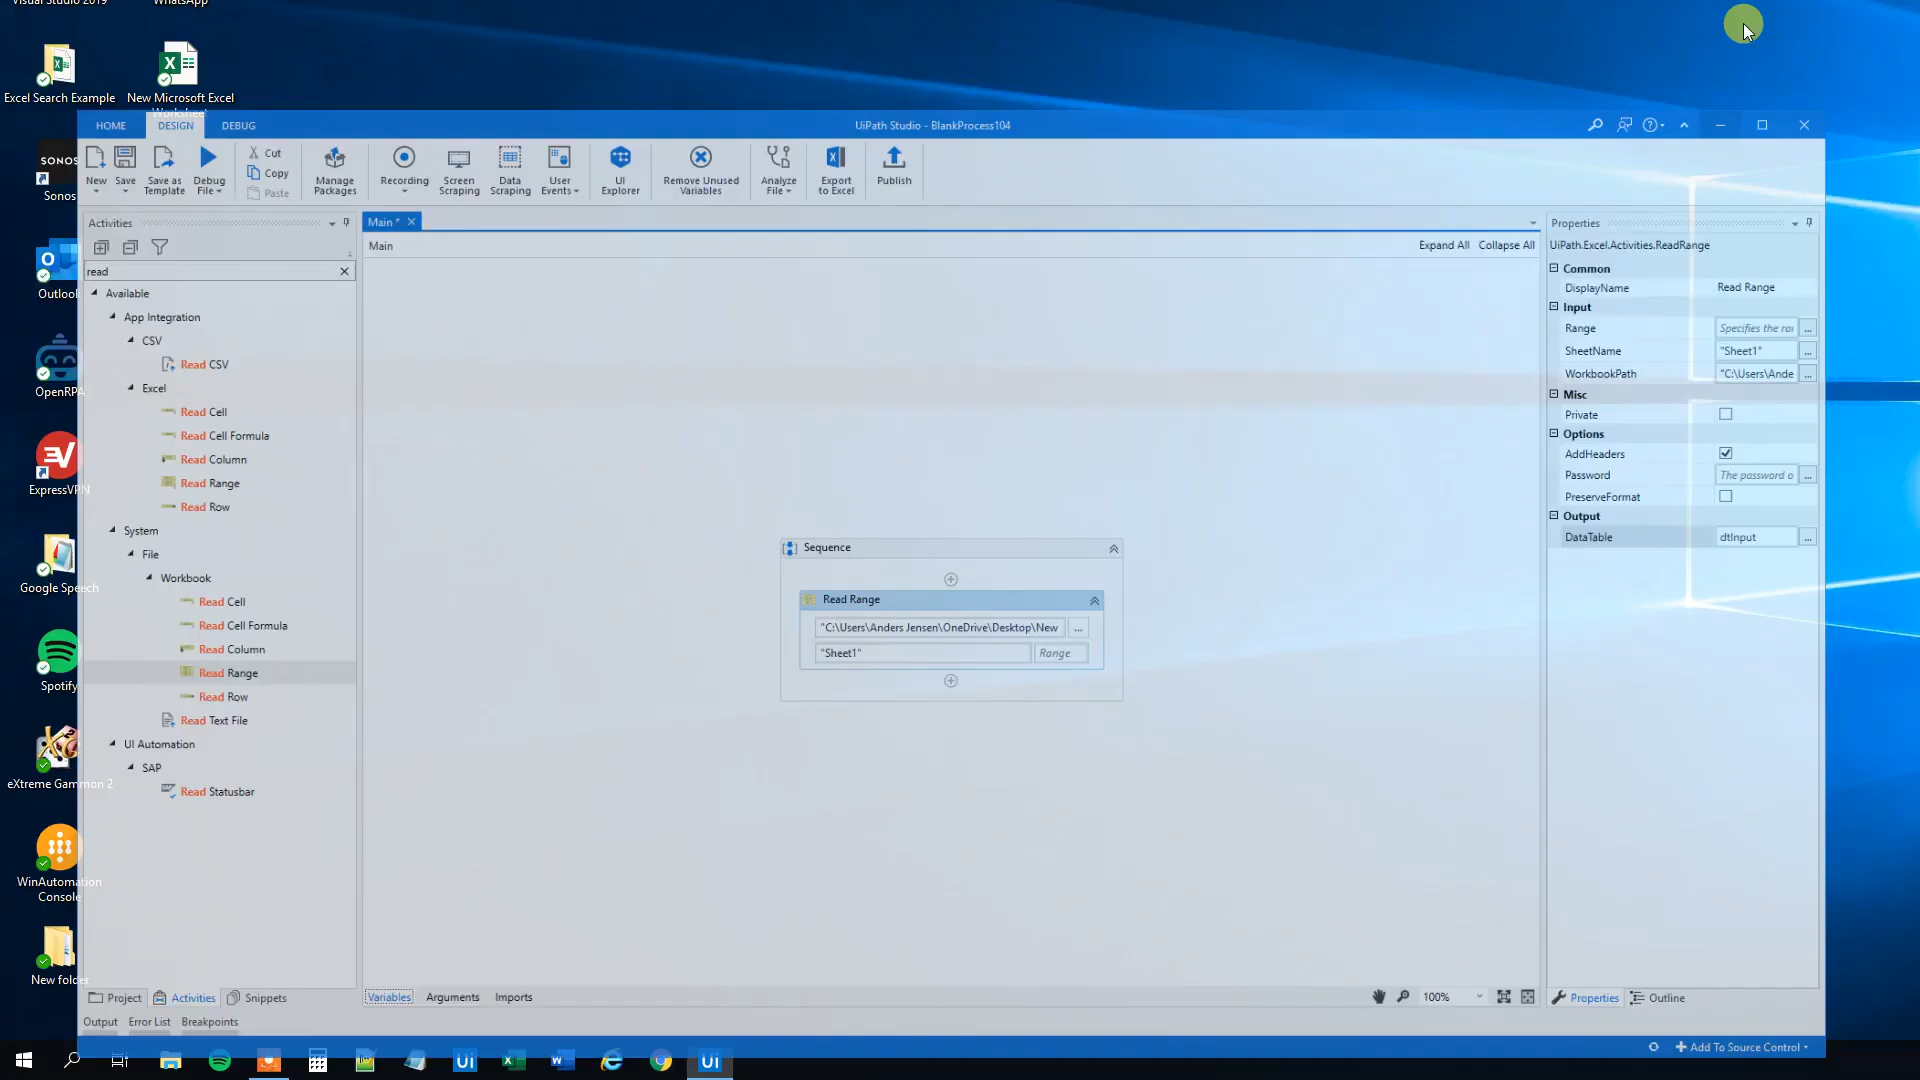 Visual Studio 2019
WhatsApp
Excel Search Example
New Microsoft Excel
Worksheet
SONOS
Sonos
Outlook
OpenRPA
ExpressVPN
Google Speech
Spotify
eXtreme Gammon 2
WinAutomation
Console
New folder
HOME
DESIGN
DEBUG
UiPath Studio - BlankProcess104
New
Save
Save as
Template
Debug
File
Cut
Copy
Paste
Manage
Packages
Recording
Screen
Scraping
Data
Scraping
User
Events
UI
Explorer
Remove Unused
Variables
Analyze
File
Export
to Excel
Publish
Activities
read
Available
App Integration
CSV
Read CSV
Excel
Read Cell
Read Cell Formula
Read Column
Read Range
Read Row
System
File
Workbook
Read Cell
Read Cell Formula
Read Column
Read Range
Read Row
Read Text File
UI Automation
SAP
Read Statusbar
Project
Activities
Snippets
Output
Error List
Breakpoints
Main *
Main
Expand All
Collapse All
Sequence
Read Range
"C:\Users\Anders Jensen\OneDrive\Desktop\New
...
"Sheet1"
Range
Variables
Arguments
Imports
100%
Properties
UiPath.Excel.Activities.ReadRange
Common
DisplayName Read Range
Input
Range Specifies the ra ...
SheetName "Sheet1" ...
WorkbookPath "C:\Users\Ande ...
Misc
Private
Options
AddHeaders
Password The password o ...
PreserveFormat
Output
DataTable dtInput ...
Properties
Outline
Add To Source Control